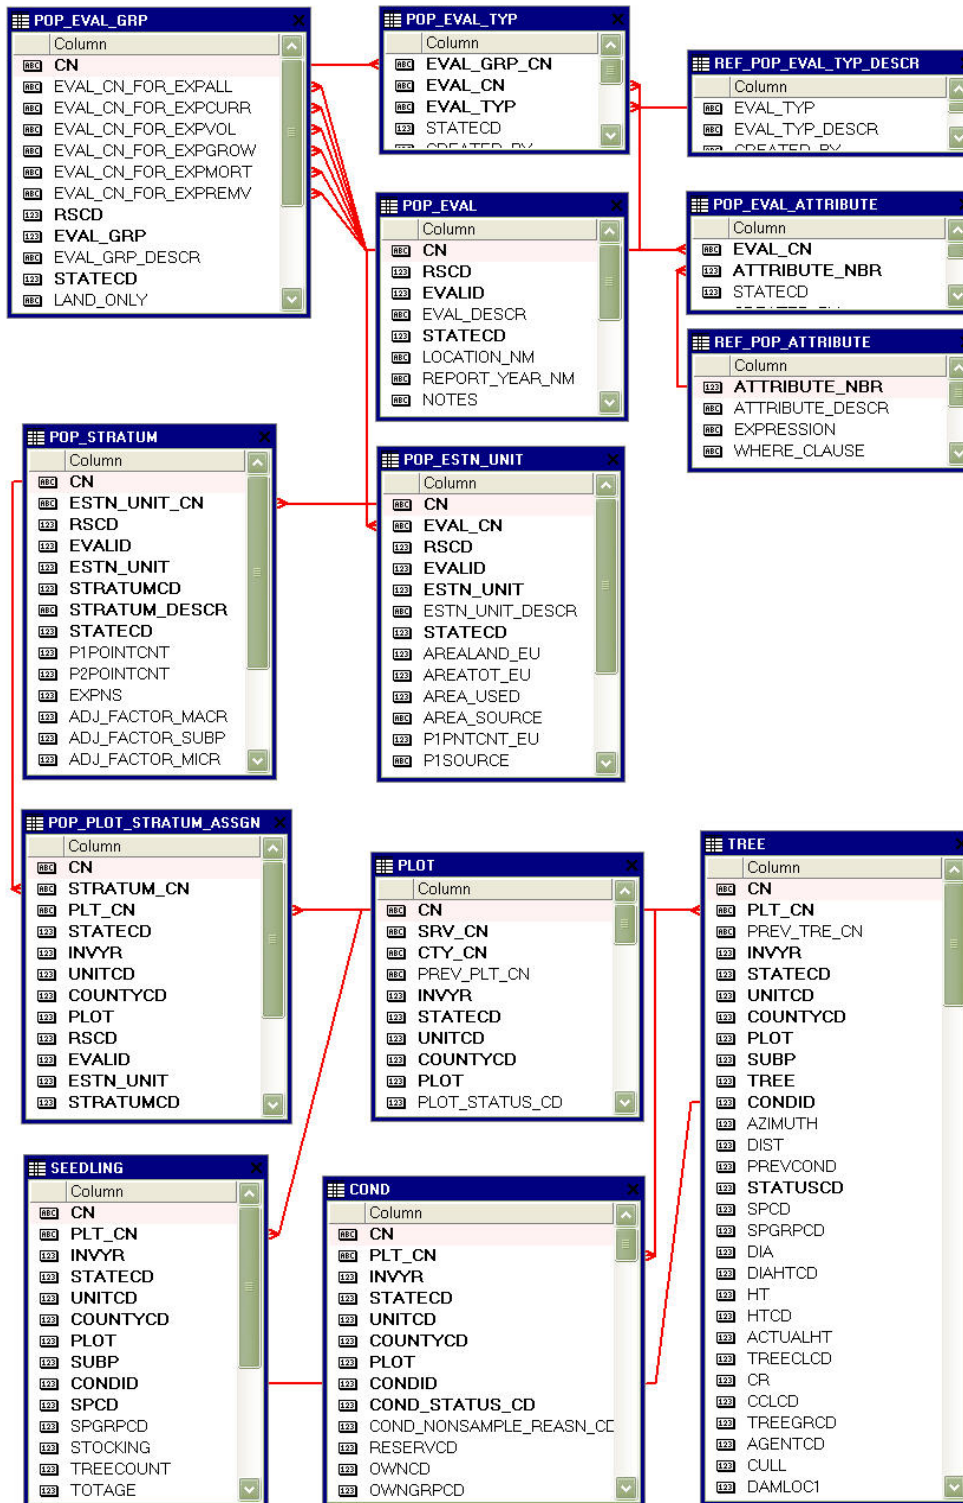 POP_EVAL_GRP
Column
CN
EVAL_CN_FOR_EXPALL
EVAL_CN_FOR_EXPCURR
EVAL_CN_FOR_EXPVOL
EVAL_CN_FOR_EXPGROW
EVAL_CN_FOR_EXPMORT
EVAL_CN_FOR_EXPREMV
RSCD
EVAL_GRP
EVAL_GRP_DESCR
STATECD
LAND_ONLY
POP_EVAL_TYP
Column
EVAL_GRP_CN
EVAL_CN
EVAL_TYP
STATECD
CREATED_BY
REF_POP_EVAL_TYP_DESCR
Column
EVAL_TYP
EVAL_TYP_DESCR
CREATED_BY
POP_EVAL
Column
CN
RSCD
EVALID
EVAL_DESCR
STATECD
LOCATION_NM
REPORT_YEAR_NM
NOTES
POP_EVAL_ATTRIBUTE
Column
EVAL_CN
ATTRIBUTE_NBR
STATECD
REF_POP_ATTRIBUTE
Column
ATTRIBUTE_NBR
ATTRIBUTE_DESCR
EXPRESSION
WHERE_CLAUSE
POP_STRATUM
Column
CN
ESTN_UNIT_CN
RSCD
EVALID
ESTN_UNIT
STRATUMCD
STRATUM_DESCR
STATECD
P1POINTCNT
P2POINTCNT
EXPNS
ADJ_FACTOR_MACR
ADJ_FACTOR_SUBP
ADJ_FACTOR_MICR
POP_ESTN_UNIT
Column
CN
EVAL_CN
RSCD
EVALID
ESTN_UNIT
ESTN_UNIT_DESCR
STATECD
AREALAND_EU
AREATOT_EU
AREA_USED
AREA_SOURCE
P1PNTCNT_EU
P1SOURCE
POP_PLOT_STRATUM_ASSGN
Column
CN
STRATUM_CN
PLT_CN
STATECD
INVYR
UNITCD
COUNTYCD
PLOT
RSCD
EVALID
ESTN_UNIT
STRATUMCD
PLOT
Column
CN
SRV_CN
CTY_CN
PREV_PLT_CN
INVYR
STATECD
UNITCD
COUNTYCD
PLOT
PLOT_STATUS_CD
TREE
Column
CN
PLT_CN
PREV_TRE_CN
INVYR
STATECD
UNITCD
COUNTYCD
PLOT
SUBP
TREE
CONDID
AZIMUTH
DIST
PREVCOND
STATUSCD
SPCD
SPGRPCD
DIA
DIAHTCD
HT
HTCD
ACTUALHT
TREECLCD
CR
CCLCD
TREEGRCD
AGENTCD
CULL
DAMLOC1
SEEDLING
Column
CN
PLT_CN
INVYR
STATECD
UNITCD
COUNTYCD
PLOT
SUBP
CONDID
SPCD
SPGRPCD
STOCKING
TREECOUNT
TOTAGE
COND
Column
CN
PLT_CN
INVYR
STATECD
UNITCD
COUNTYCD
PLOT
CONDID
COND_STATUS_CD
COND_NONSAMPLE_REASN_CD
RESERVCD
OWNCD
OWNGRPCD